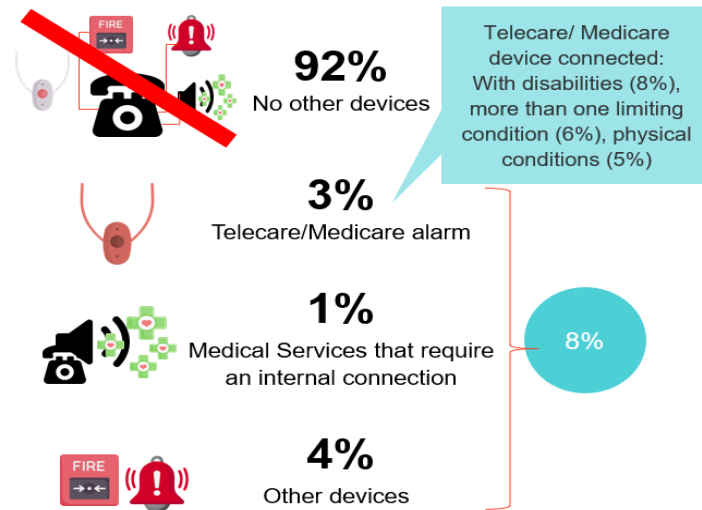 FIRE
92%
No other devices
Telecare/ Medicare
device connected:
With disabilities (8%),
more than one limiting
condition (6%), physical
conditions (5%)
3%
Telecare/Medicare alarm
1%
Medical Services that require
an internal connection
8%
FIRE
4%
Other devices